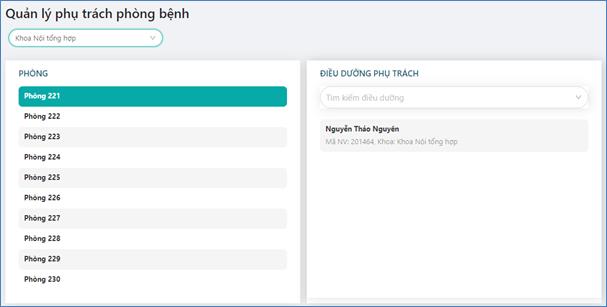 Quản lý phụ trách phòng bệnh
Khoa Nội tổng hợp
PHÒNG
Phòng 221
Phòng 222
Phòng 223
Phòng 224
Phòng 225
Phòng 226
Phòng 227
Phòng 228
Phòng 229
Phòng 230
ĐIỀU DƯỠNG PHỤ TRÁCH
Tìm kiếm điều dưỡng
Nguyễn Thảo Nguyên
Mã NV: 201464, Khoa: Khoa Nội tổng hợp